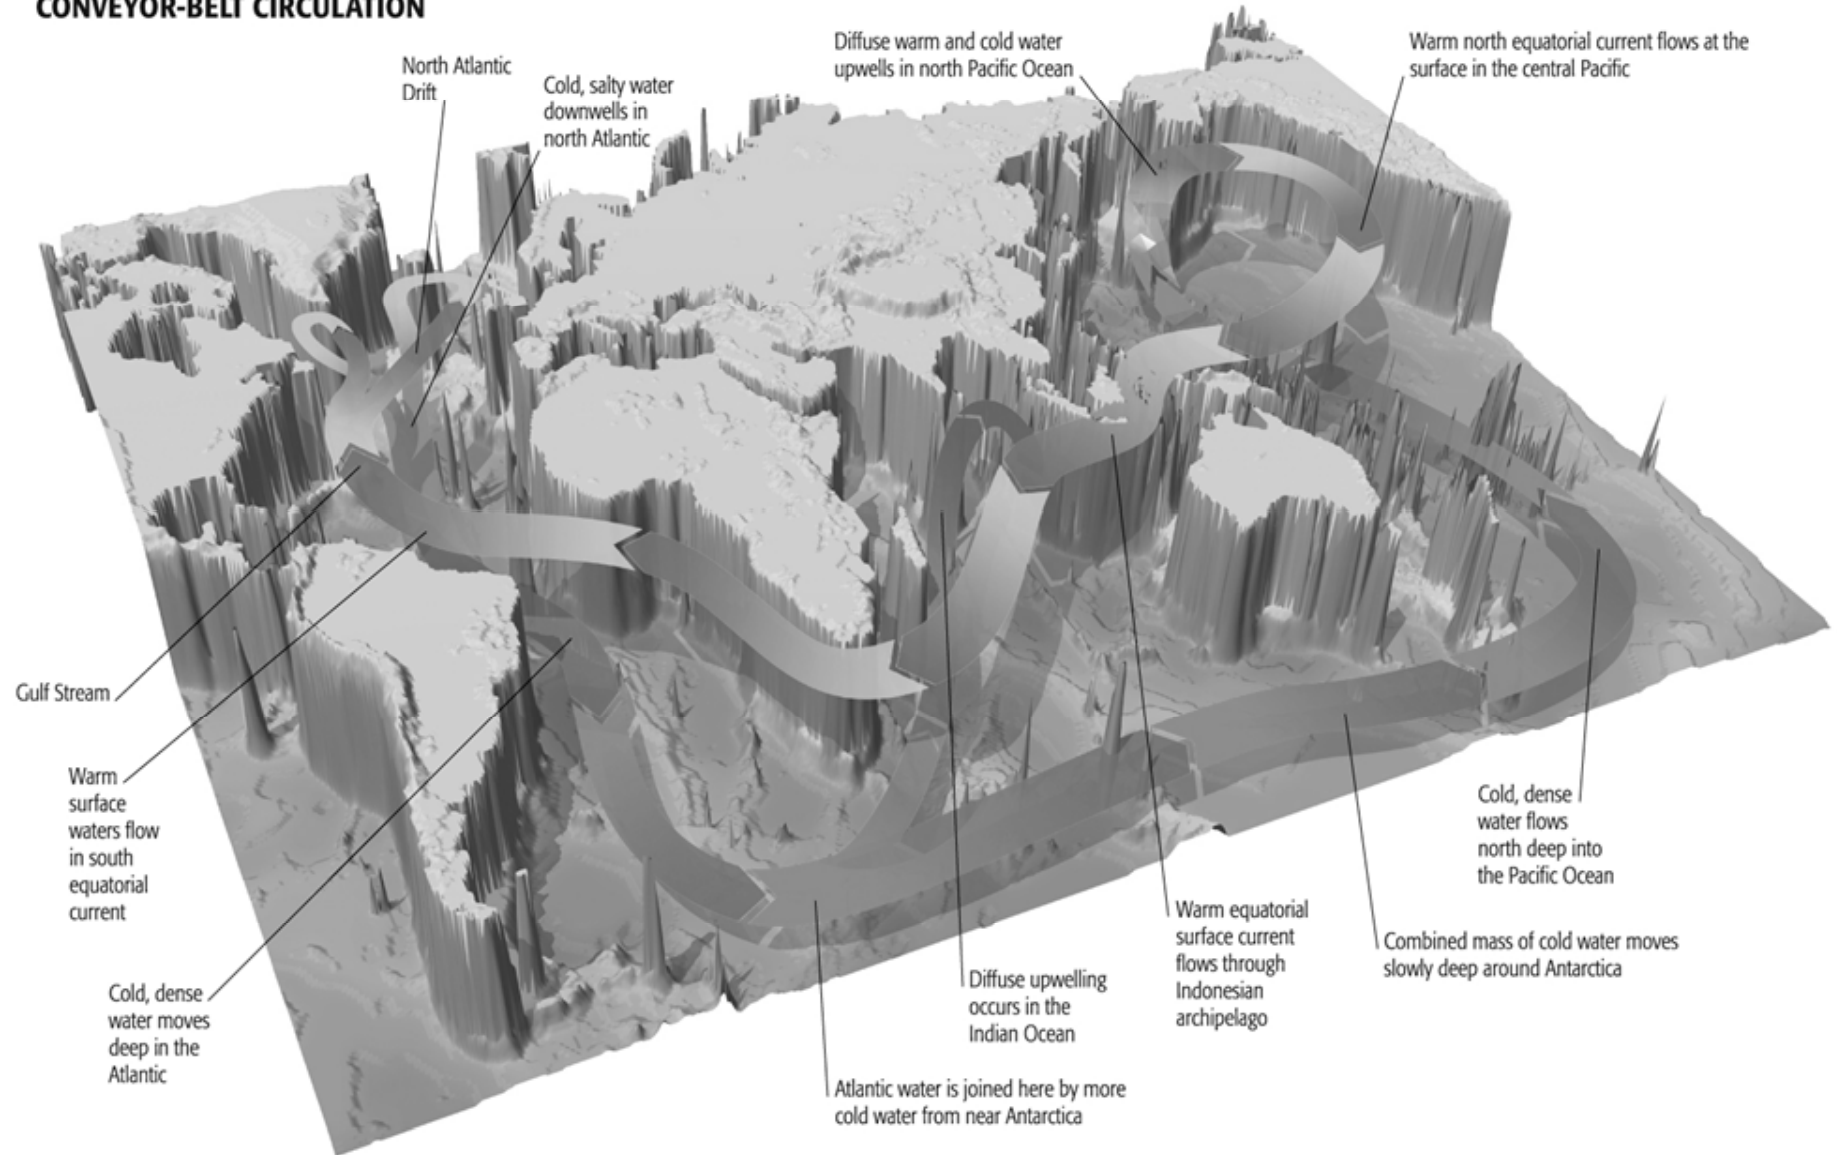 CONVEYOR-BELT CIRCULATION
North Atlantic
Drift
Cold, salty water
downwells in
north Atlantic
Diffuse warm and cold water
upwells in north Pacific Ocean
Warm north equatorial current flows at the
surface in the central Pacific
Gulf Stream
Warm
surface
waters flow
in south
equatorial
current
Cold, dense
water moves
deep in the
Atlantic
Atlantic water is joined here by more
cold water from near Antarctica
Diffuse upwelling
occurs in the
Indian Ocean
Warm equatorial
surface current
flows through
Indonesian
archipelago
Combined mass of cold water moves
slowly deep around Antarctica
Cold, dense
water flows
north deep into
the Pacific Ocean